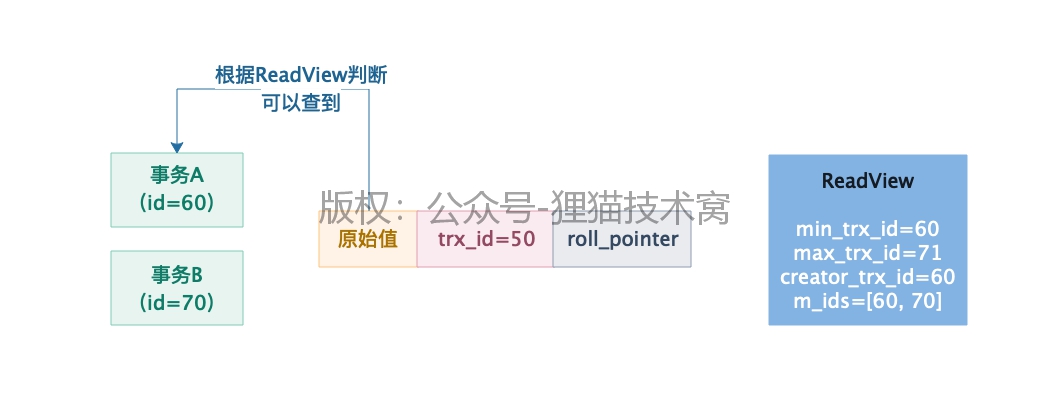 根据ReadView判断
可以查到
事务A
(id=60)
事务B
(id=70)
版权：公众号-狸猫技术窝
原始值
trx_id=50
roll_pointer
ReadView
min_trx_id=60
max_trx_id=71
creator_trx_id=60
m_ids=[60, 70]